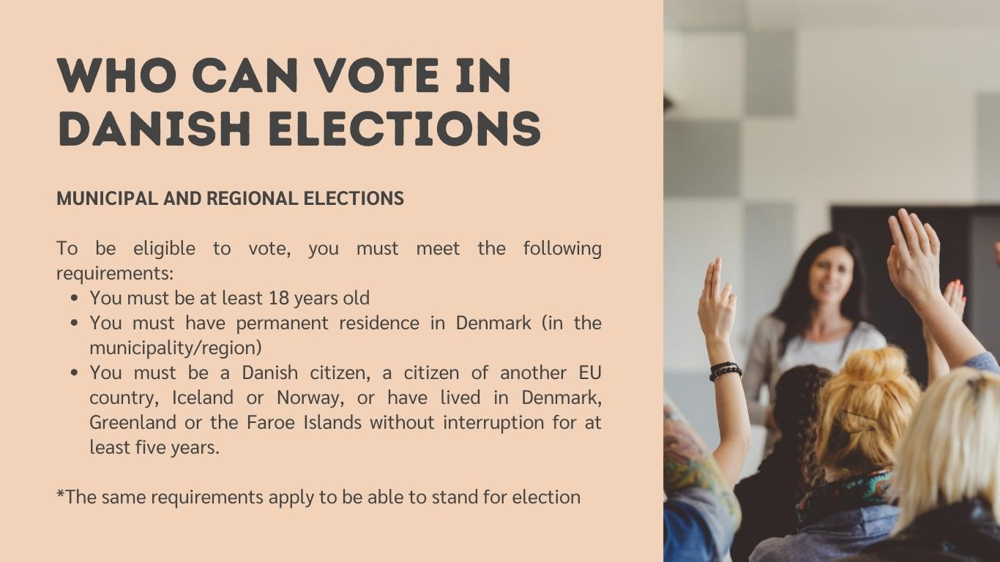 WHO CAN VOTE IN
DANISH ELECTIONS
MUNICIPAL AND REGIONAL ELECTIONS
To be eligible to vote, you must meet the following
requirements:
• You must be at least 18 years old
• You must have permanent residence in Denmark (in the
municipality/region)
• You must be a Danish citizen, a citizen of another EU
country, Iceland or Norway, or have lived in Denmark,
Greenland or the Faroe Islands without interruption for at
least five years.
*The same requirements apply to be able to stand for election